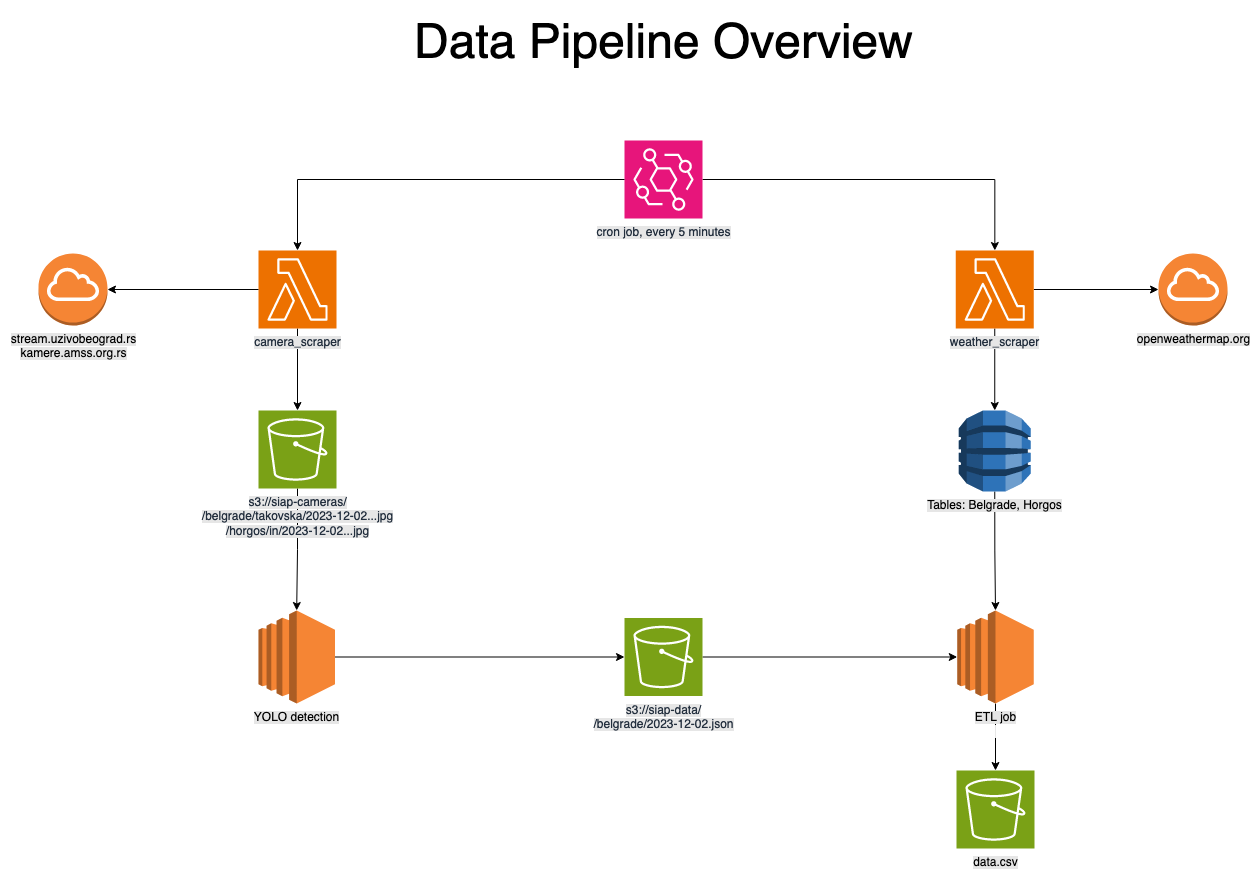 Data Pipeline Overview
cron job, every 5 minutes
stream.uzivobeograd.rs
kamere.amss.org.rs
camera_scraper
weather_scraper
openweathermap.org
s3://siap-cameras/
/belgrade/takovska/2023-12-02...jpg
/horgos/in/2023-12-02...jpg
Tables: Belgrade, Horgos
YOLO detection
s3://siap-data/
/belgrade/2023-12-02.json
ETL job
data.csv